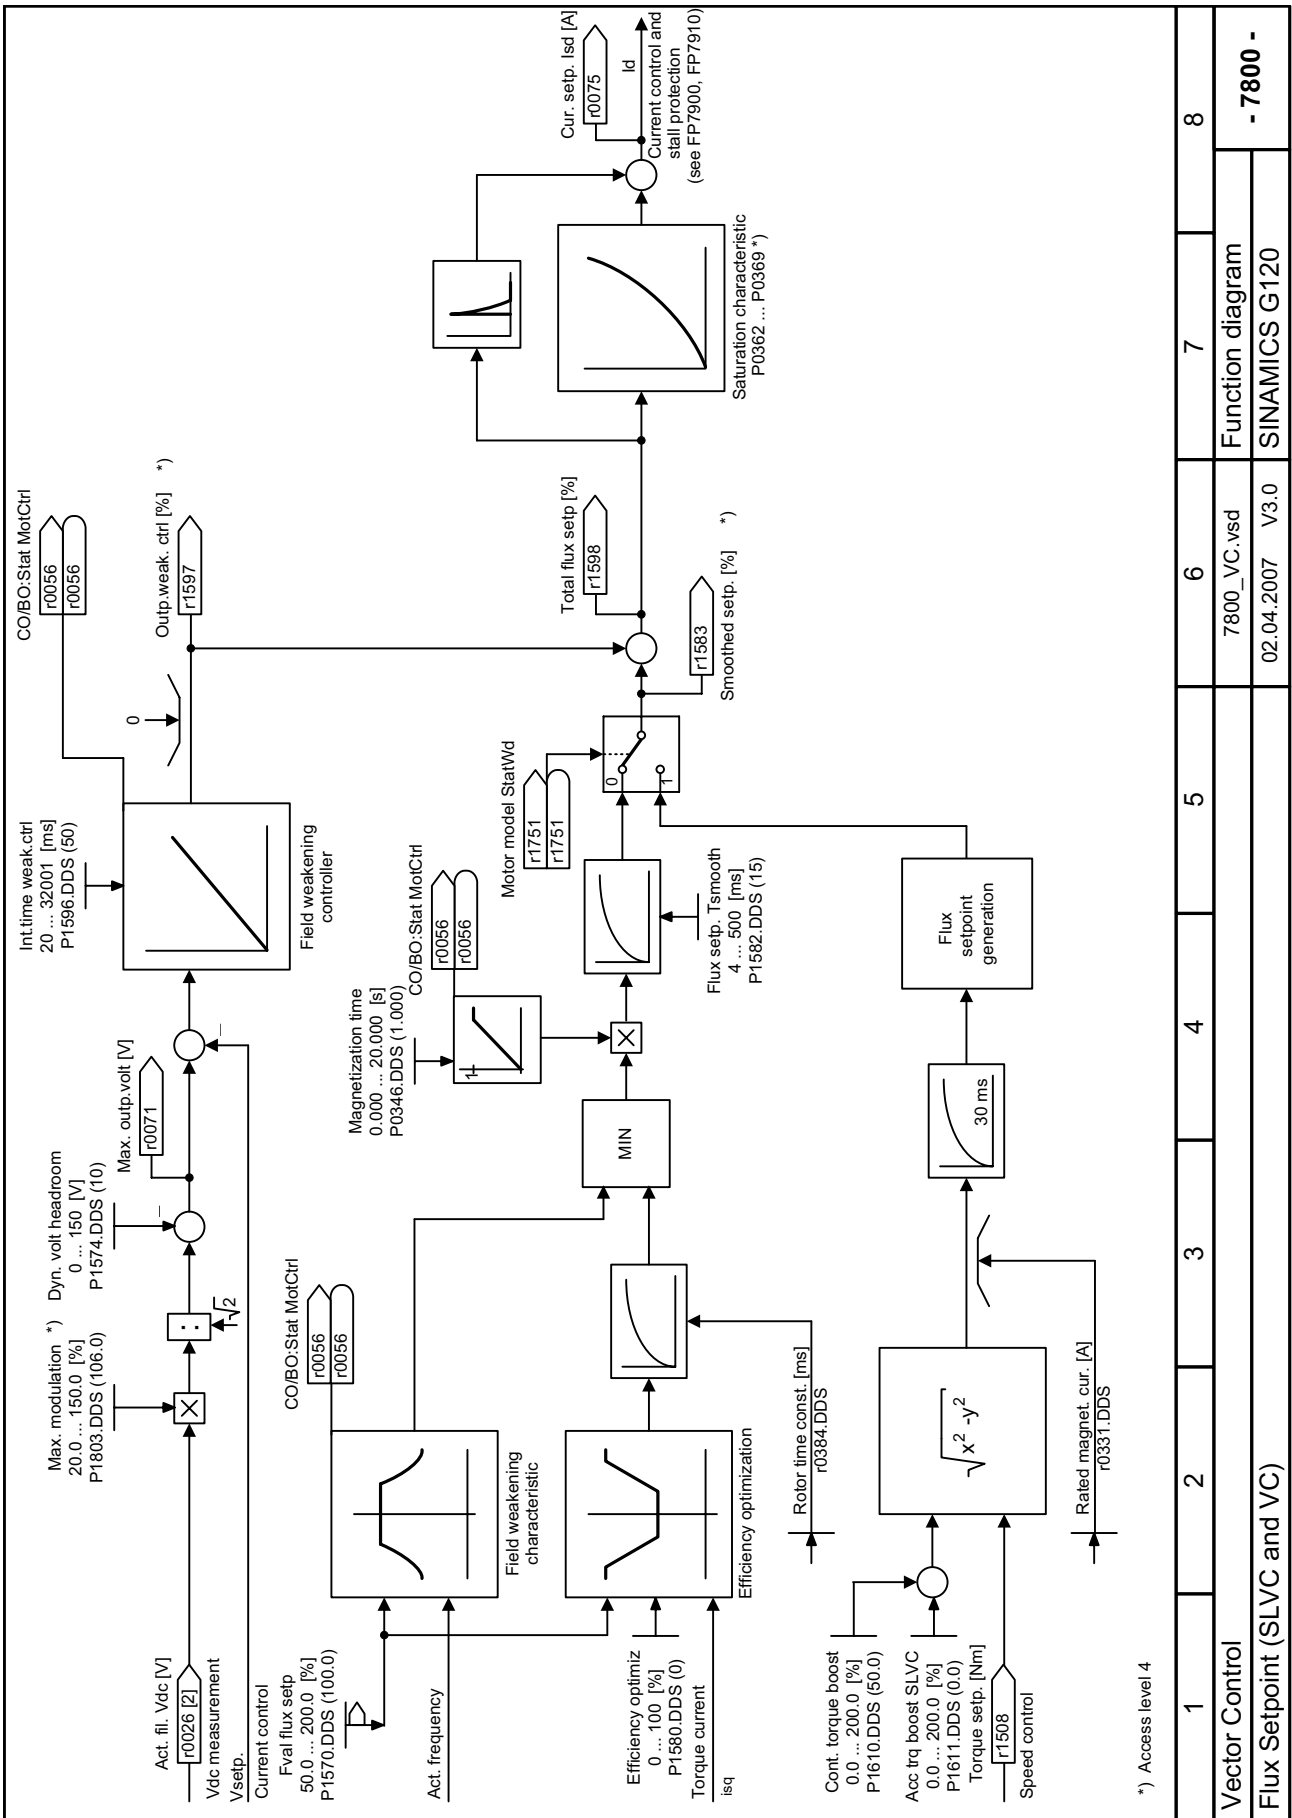 Act. fil. Vdc [V]
r0026 [2]
Vdc measurement
Vsetp.
Current control
Max. modulation *)
20.0 ... 150.0 [%]
P1803.DDS (106.0)
√2
Dyn. volt headroom
0 ... 150 [V]
P1574.DDS (10)
–
Max. outp.volt [V]
r0071
–
Int.time weak.ctrl
20 ... 32001 [ms]
P1596.DDS (50)
Field weakening
controller
0
CO/BO:Stat MotCtrl
r0056
r0056
Outp.weak. ctrl [%] *)
r1597
Fval flux setp
50.0 ... 200.0 [%]
P1570.DDS (100.0)
Act. frequency
Field weakening
characteristic
CO/BO:Stat MotCtrl
r0056
r0056
Efficiency optimiz
0 ... 100 [%]
P1580.DDS (0)
Torque current
isq
Efficiency optimization
Rotor time const. [ms]
r0384.DDS
MIN
Magnetization time
0.000 ... 20.000 [s]
P0346.DDS (1.000)
1
CO/BO:Stat MotCtrl
r0056
r0056
Flux setp. Tsmooth
4 ... 500 [ms]
P1582.DDS (15)
Motor model StatWd
r1751
r1751
0
1
r1583
Smoothed setp. [%] *)
Total flux setp [%]
r1598
Saturation characteristic
P0362 ... P0369 *)
Cur. setp. Isd [A]
r0075
Id
Current control and
stall protection
(see FP7900, FP7910)
Cont. torque boost
0.0 ... 200.0 [%]
P1610.DDS (50.0)
Acc trq boost SLVC
0.0 ... 200.0 [%]
P1611.DDS (0.0)
Torque setp. [Nm]
r1508
Speed control
√x² -y²
Rated magnet. cur. [A]
r0331.DDS
30 ms
Flux
setpoint
generation
*) Access level 4
1 2 3 4 5 6 7 8
Vector Control
7800_VC.vsd
Function diagram
- 7800 -
Flux Setpoint (SLVC and VC)
02.04.2007 V3.0
SINAMICS G120